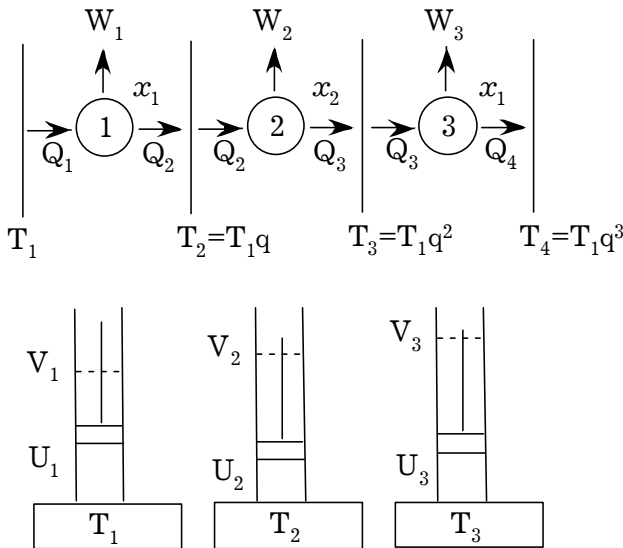 W₁ W₂ W₃
x₁ x₂ x₁
1 2 3
Q₁ Q₂ Q₂ Q₃ Q₃ Q₄
T₁ T₂=T₁q T₃=T₁q² T₄=T₁q³
V₁ V₂ V₃
U₁ U₂ U₃
T₁ T₂ T₃